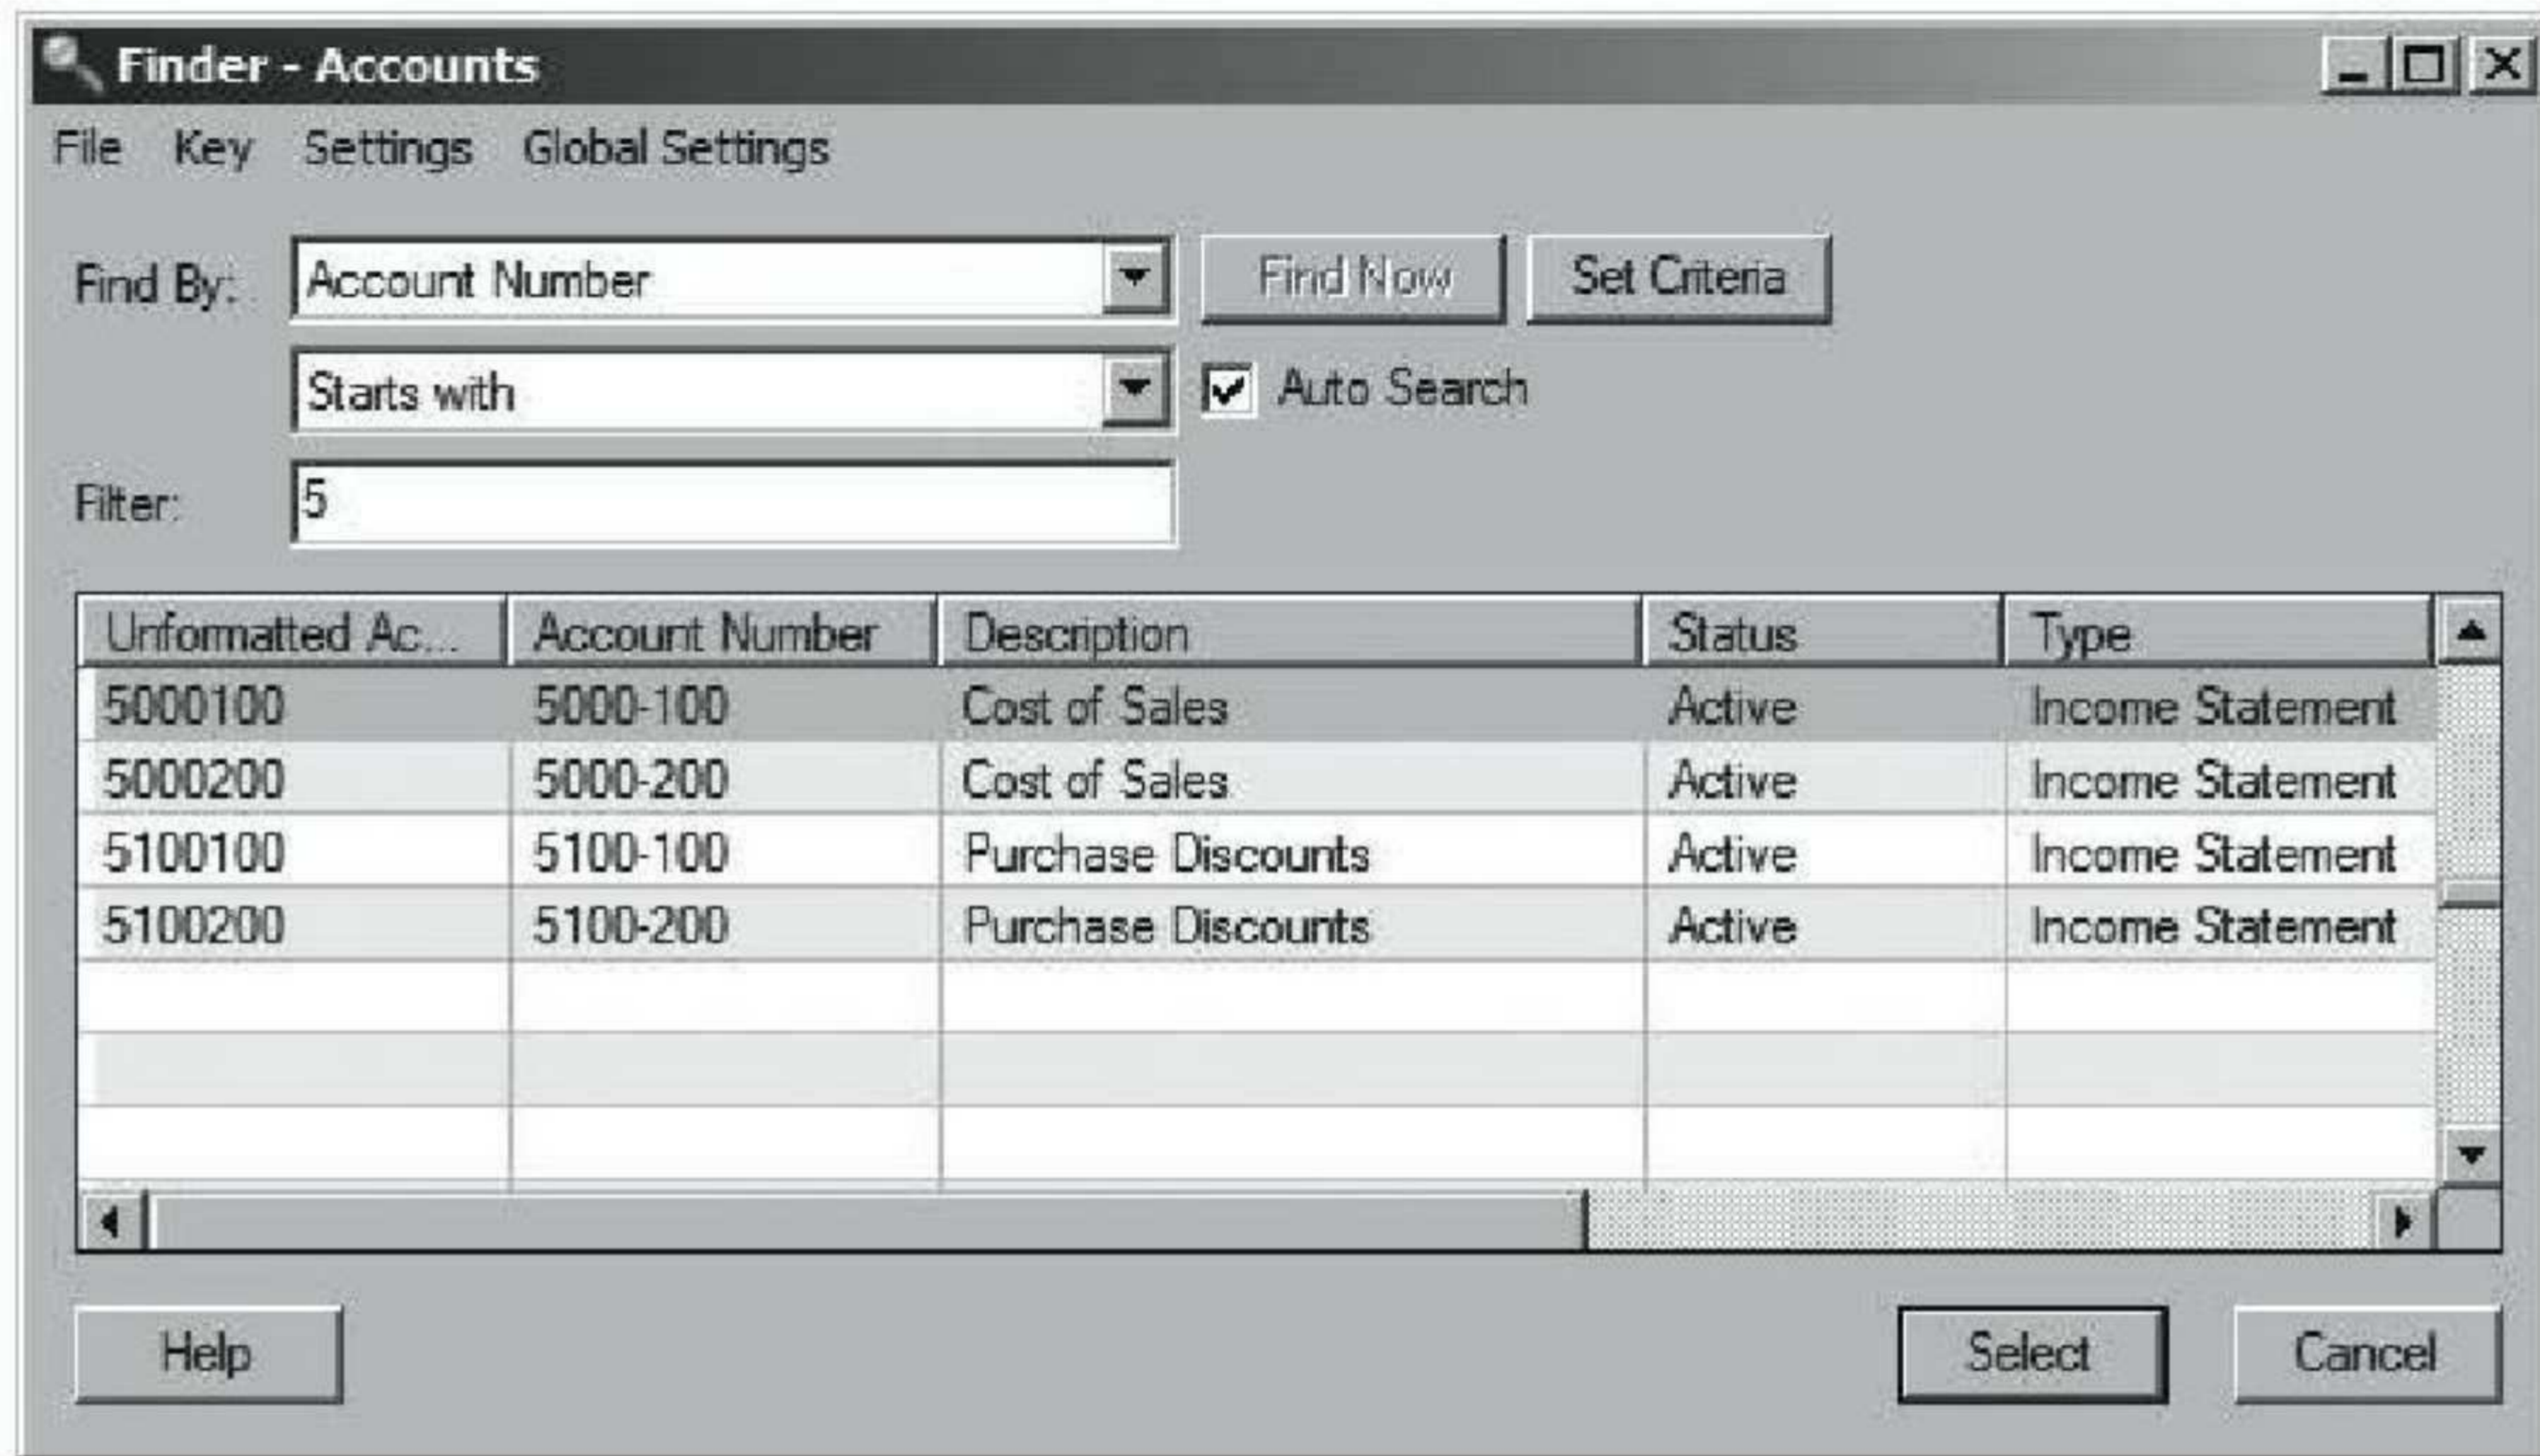 Finder - Accounts
File Key Settings Global Settings
Find By: Account Number Find Now Set Criteria
Starts with Auto Search
Filter: 5
Unformatted Ac... Account Number Description Status Type
5000100 5000-100 Cost of Sales Active Income Statement
5000200 5000-200 Cost of Sales Active Income Statement
5100100 5100-100 Purchase Discounts Active Income Statement
5100200 5100-200 Purchase Discounts Active Income Statement
Help Select Cancel